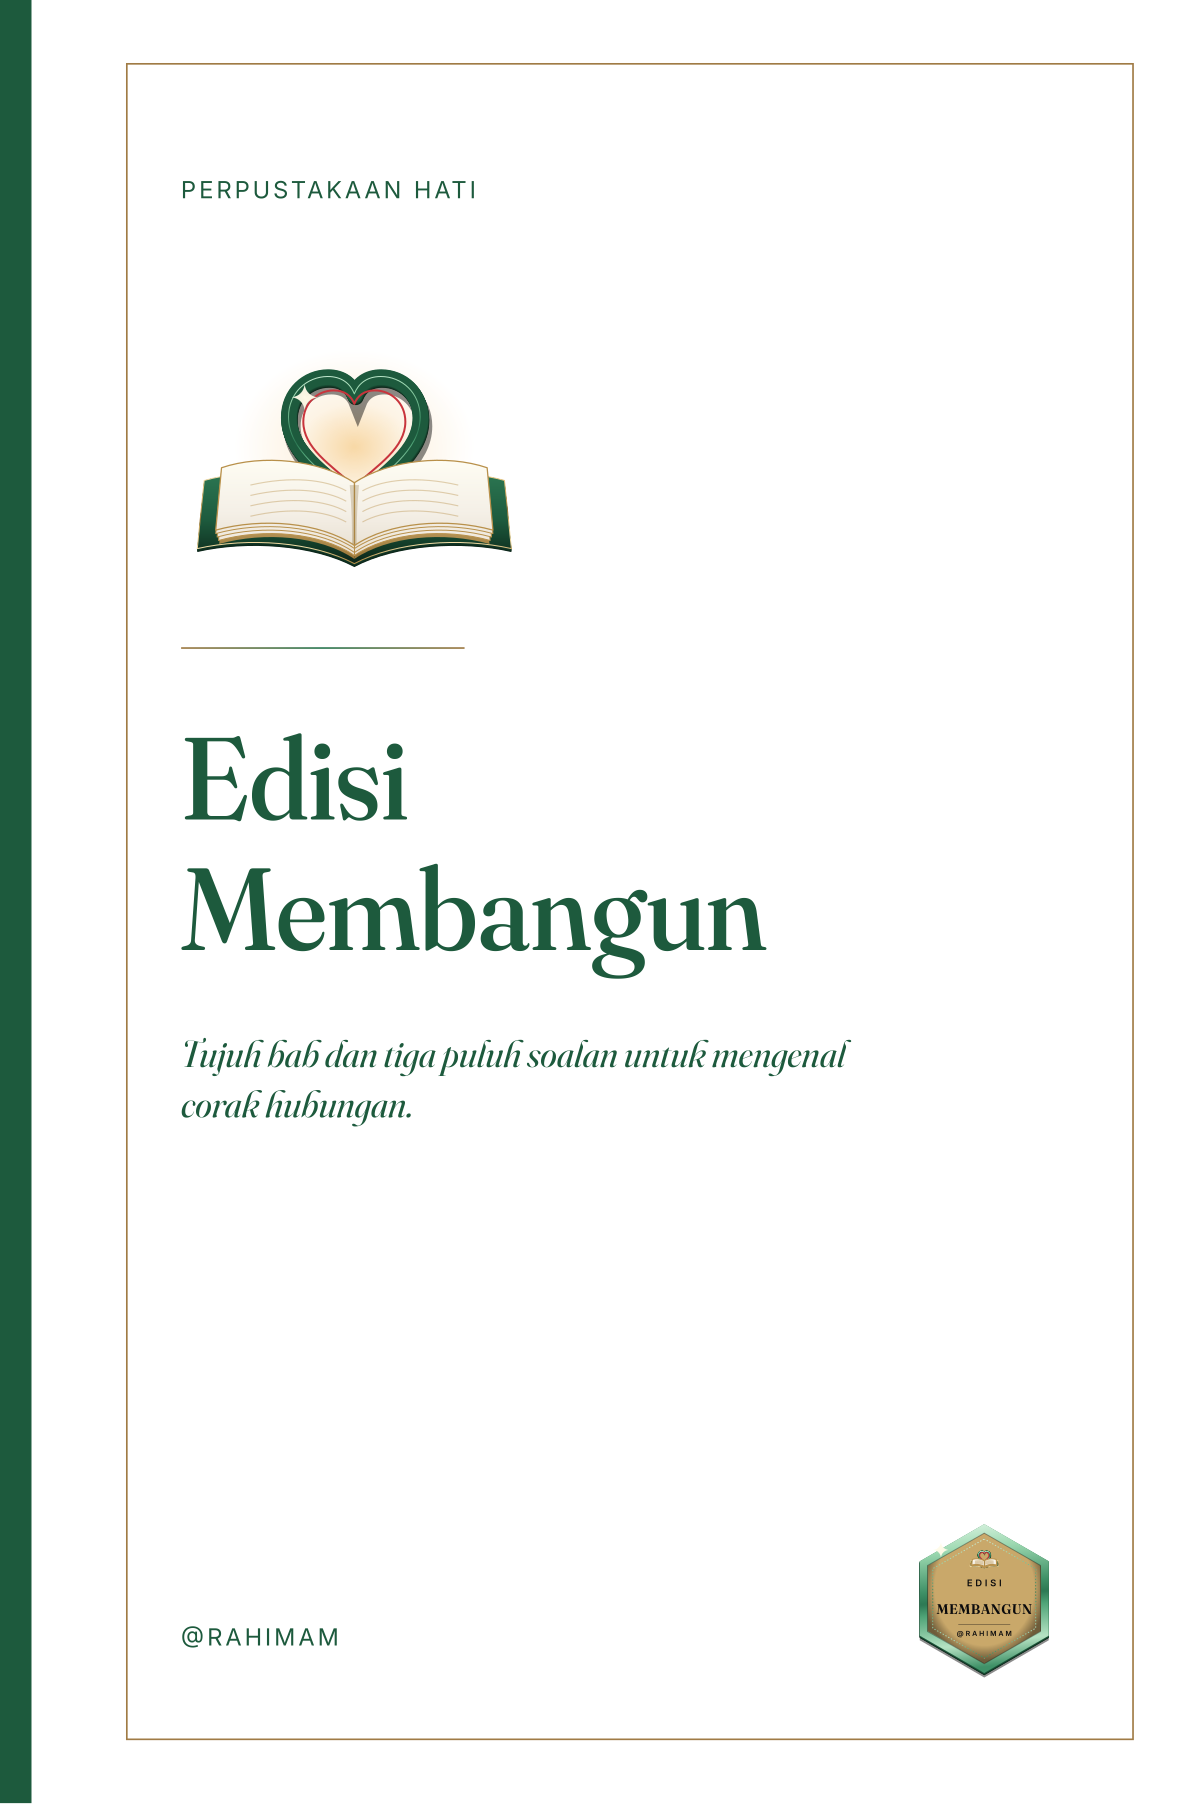 PERPUSTAKAAN HATI
Edisi
Membangun
Tujuh bab dan tiga puluh soalan untuk mengenal
corak hubungan.
@RAHIMAM
EDISI
MEMBANGUN
@RAHIMAM